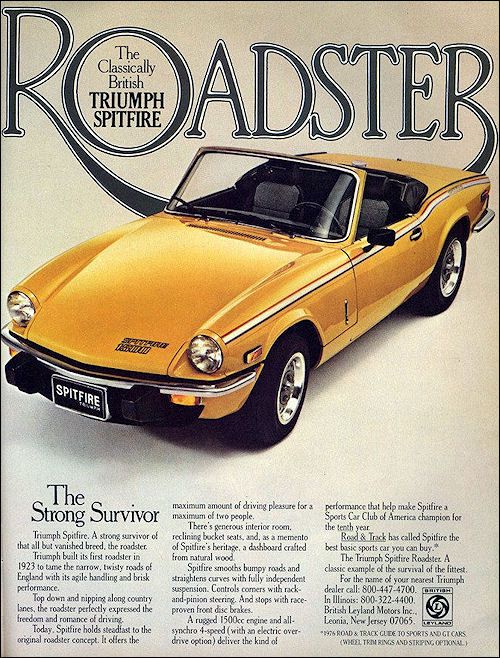 ROADSTER
The
Classically
British
TRIUMPH
SPITFIRE
SPITFIRE
1500
SPITFIRE
TRIUMPH
The
Strong Survivor
Triumph Spitfire. A strong survivor of
that all but vanished breed, the roadster.
Triumph built its first roadster in
1923 to tame the narrow, twisty roads of
England with its agile handling and brisk
performance.
Top down and nipping along country
lanes, the roadster perfectly expressed the
freedom and romance of driving.
Today, Spitfire holds steadfast to the
original roadster concept. It offers the
maximum amount of driving pleasure for a
maximum of two people.
There's generous interior room,
reclining bucket seats, and, as a memento
of Spitfire's heritage, a dashboard crafted
from natural wood.
Spitfire smooths bumpy roads and
straightens curves with fully independent
suspension. Controls corners with rack-
and-pinion steering. And stops with race-
proven front disc brakes.
A rugged 1500cc engine and all-
synchro 4-speed (with an electric over-
drive option) deliver the kind of
performance that help make Spitfire a
Sports Car Club of America champion for
the tenth year.
Road & Track has called Spitfire the
best basic sports car you can buy.*
The Triumph Spitfire Roadster. A
classic example of the survival of the fittest.
For the name of your nearest Triumph
dealer call: 800-447-4700.
In Illinois: 800-322-4400.
British Leyland Motors Inc.,
Leonia, New Jersey 07065.
BRITISH
LEYLAND
*1976 ROAD & TRACK GUIDE TO SPORTS AND GT CARS.
(WHEEL TRIM RINGS AND STRIPING OPTIONAL.)